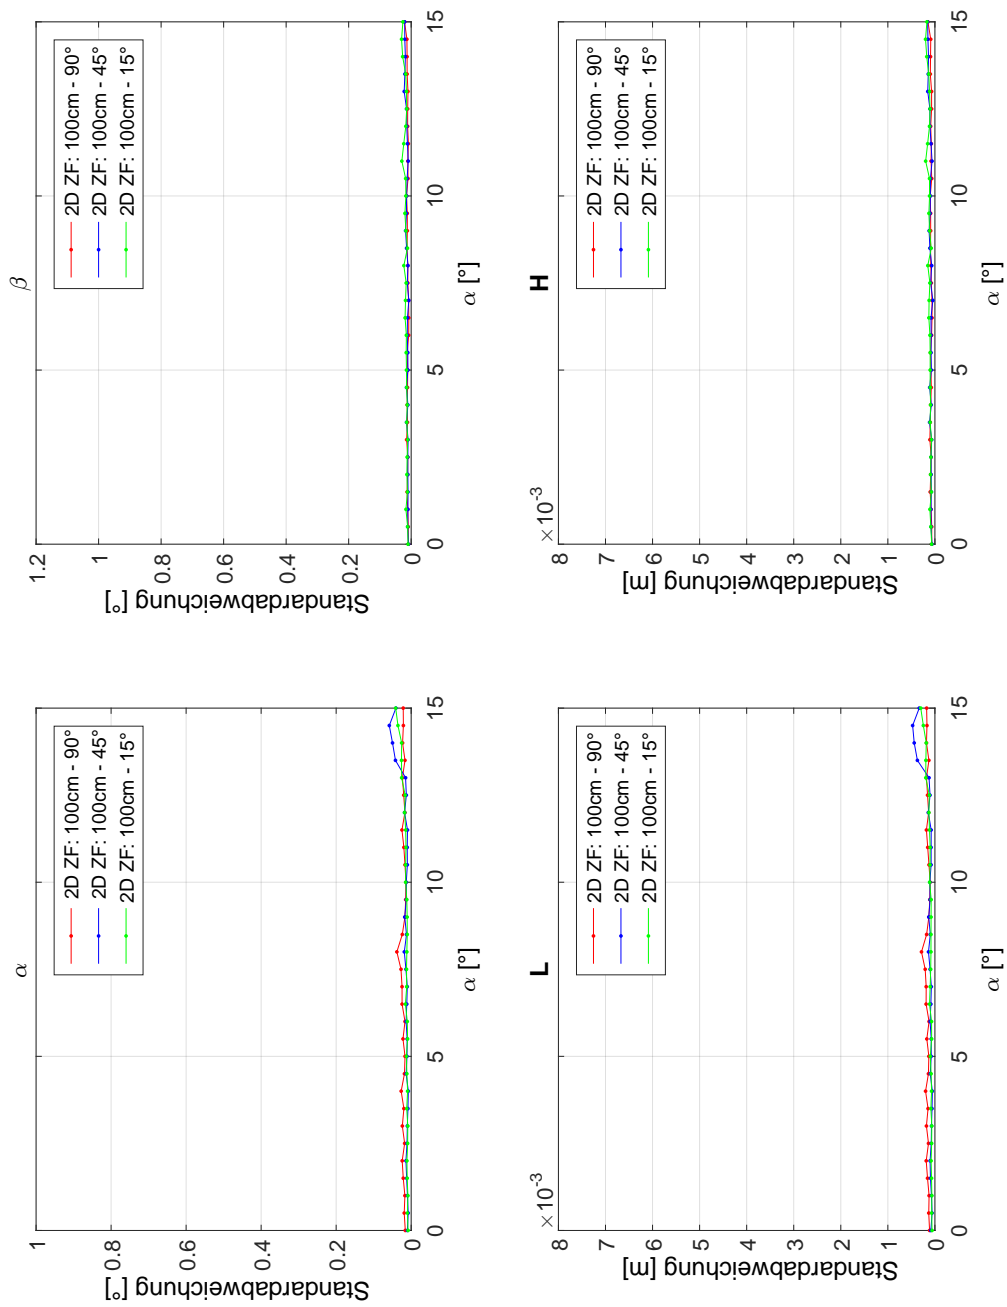 α
Standardabweichung [°]
1
0.8
0.6
0.4
0.2
0
0 5 10 15
α [°]
2D ZF: 100cm - 90°
2D ZF: 100cm - 45°
2D ZF: 100cm - 15°
β
Standardabweichung [°]
1.2
1
0.8
0.6
0.4
0.2
0
0 5 10 15
α [°]
2D ZF: 100cm - 90°
2D ZF: 100cm - 45°
2D ZF: 100cm - 15°
L
×10-3
Standardabweichung [m]
8
7
6
5
4
3
2
1
0
0 5 10 15
α [°]
2D ZF: 100cm - 90°
2D ZF: 100cm - 45°
2D ZF: 100cm - 15°
H
×10-3
Standardabweichung [m]
8
7
6
5
4
3
2
1
0
0 5 10 15
α [°]
2D ZF: 100cm - 90°
2D ZF: 100cm - 45°
2D ZF: 100cm - 15°